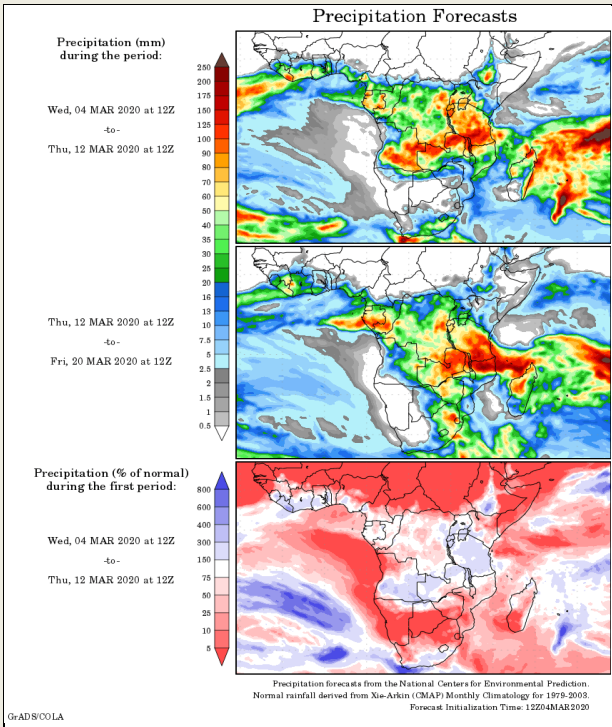 Precipitation Forecasts
Precipitation (mm)
during the period:
Wed, 04 MAR 2020 at 12Z
-to-
Thu, 12 MAR 2020 at 12Z
250
200
175
150
125
100
90
80
70
60
50
40
35
30
25
20
16
13
10
7.5
5
2.5
2
1.5
1
0.5
Thu, 12 MAR 2020 at 12Z
-to-
Fri, 20 MAR 2020 at 12Z
Precipitation (% of normal)
during the first period:
Wed, 04 MAR 2020 at 12Z
-to-
Thu, 12 MAR 2020 at 12Z
800
600
400
300
150
75
50
25
10
5
Precipitation forecasts from the National Centers for Environmental Prediction.
Normal rainfall derived from Xie-Arkin (CMAP) Monthly Climatology for 1979-2003.
Forecast Initialization Time: 12Z04MAR2020
GrADS/COLA